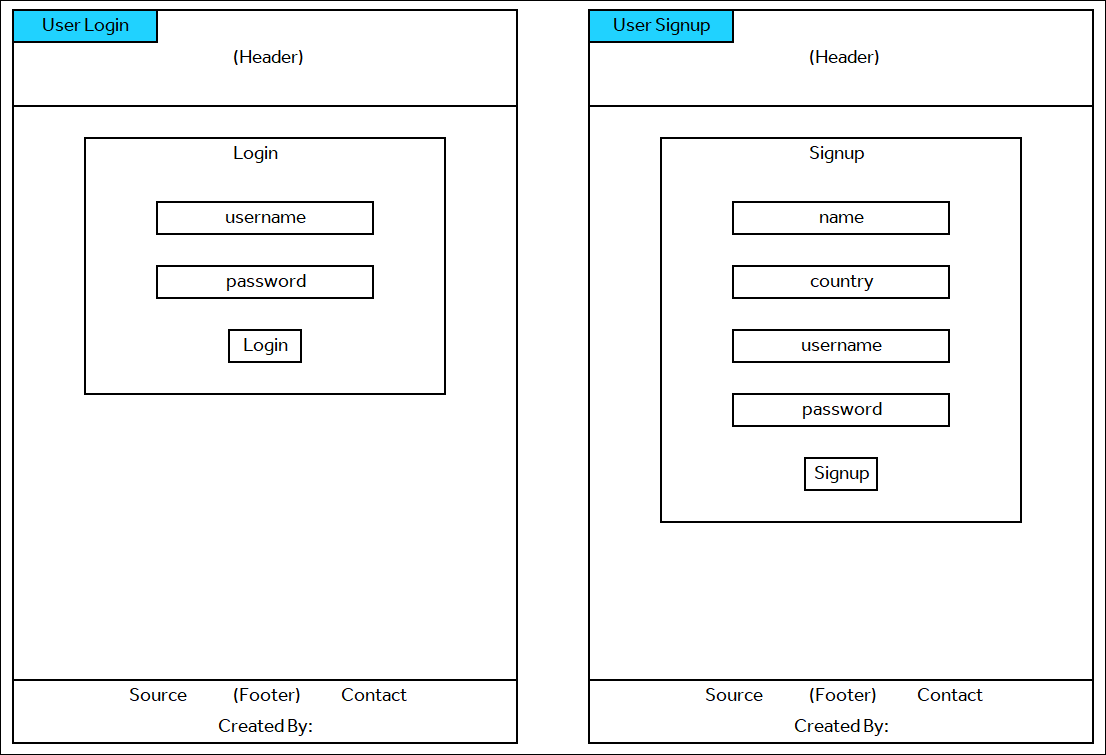 User Login
(Header)
Login
username
password
Login
Source (Footer) Contact
Created By:
User Signup
(Header)
Signup
name
country
username
password
Signup
Source (Footer) Contact
Created By: